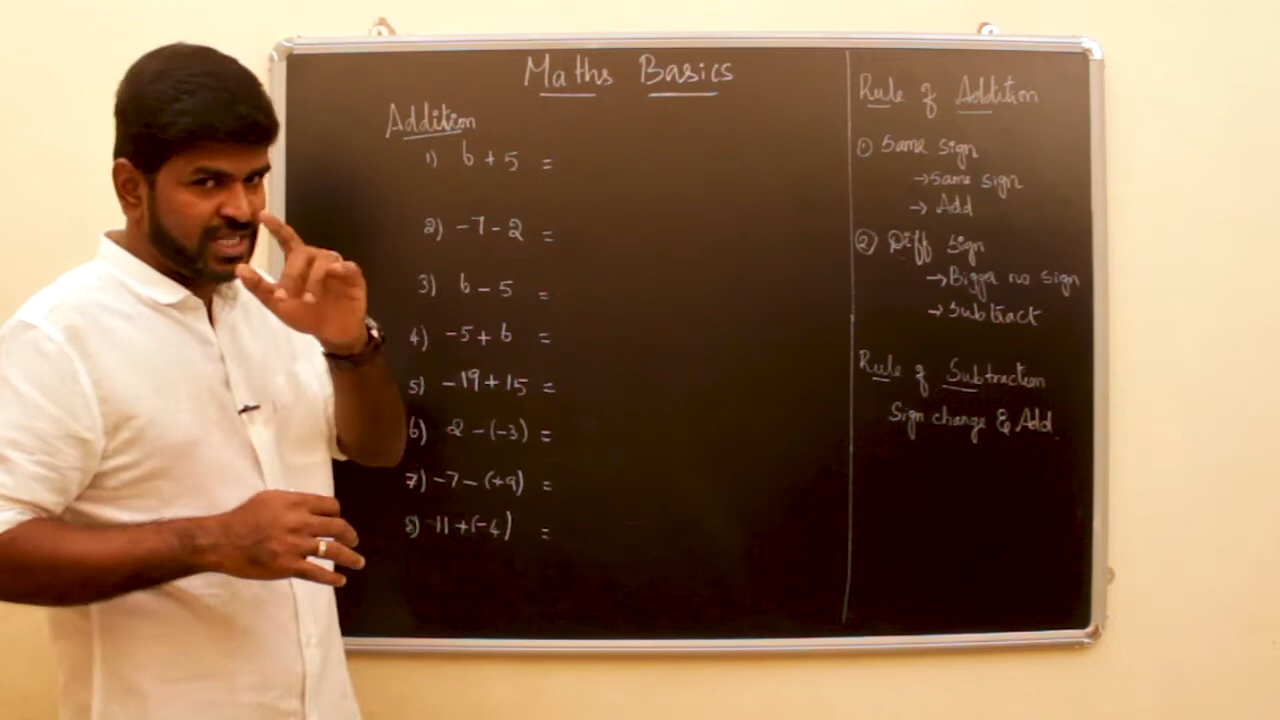 Maths Basics
Addition
1) 6 + 5 =
2) -7 - 2 =
3) 6 - 5 =
4) -5 + 6 =
5) -19 + 15 =
6) 2 - (-3) =
7) -7 - (+9) =
8) 11 + (-4) =
Rule of Addition
① Same sign
→ Same sign
→ Add
② Diff sign
→ Bigger no sign
→ Subtract
Rule of Subtraction
Sign change & Add